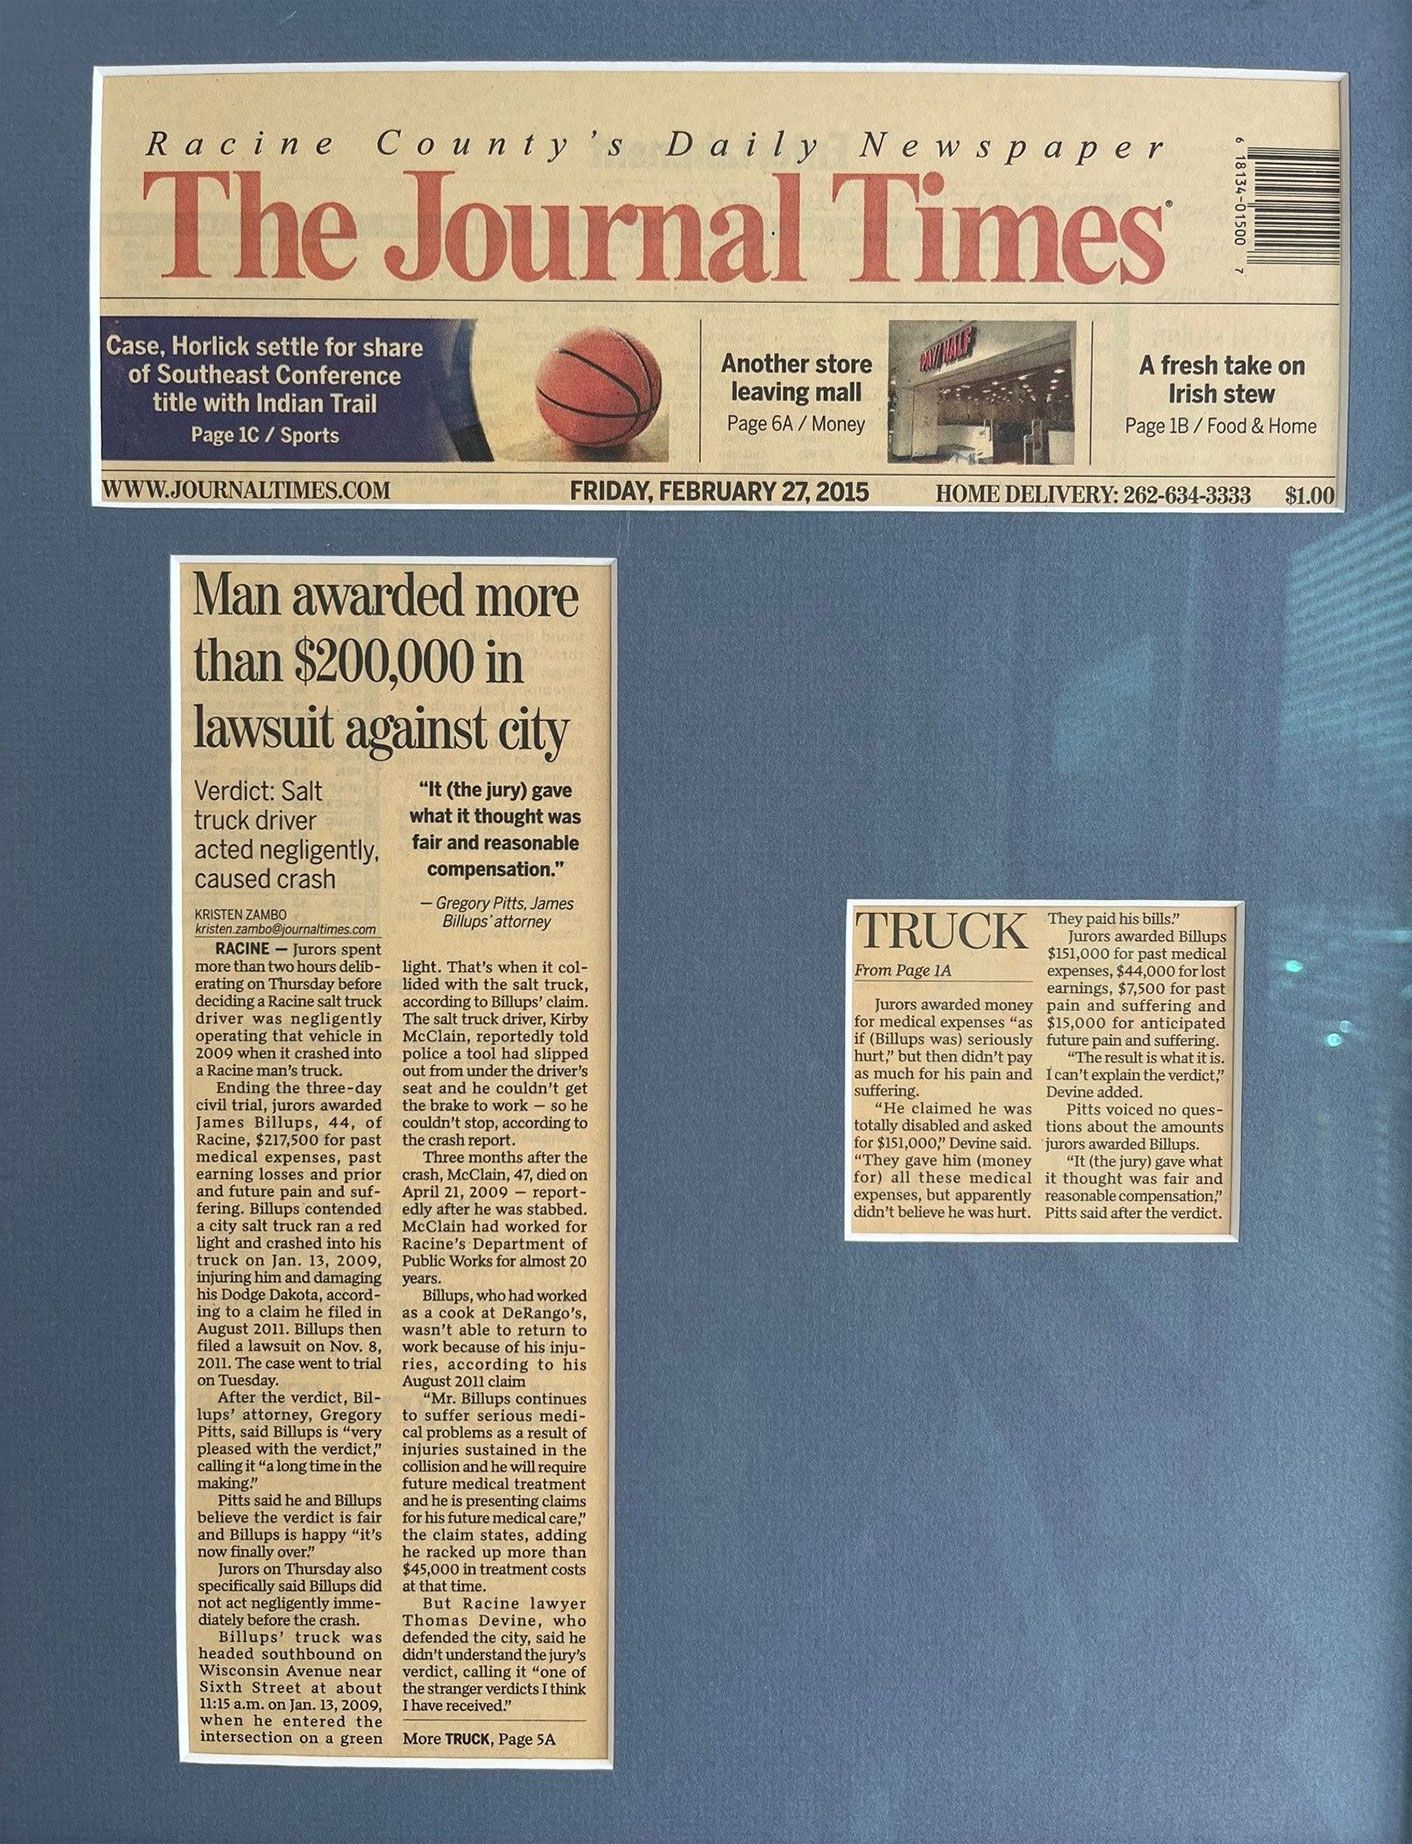 Racine County's Daily Newspaper
The Journal Times®
6 18134-01500 7
Case, Horlick settle for share
of Southeast Conference
title with Indian Trail
Page 1C / Sports
Another store
leaving mall
Page 6A / Money
PAY HALF
A fresh take on
Irish stew
Page 1B / Food & Home
WWW.JOURNALTIMES.COM
FRIDAY, FEBRUARY 27, 2015
HOME DELIVERY: 262-634-3333
$1.00
Man awarded more
than $200,000 in
lawsuit against city
Verdict: Salt
truck driver
acted negligently,
caused crash
"It (the jury) gave
what it thought was
fair and reasonable
compensation."
— Gregory Pitts, James
Billups' attorney
KRISTEN ZAMBO
kristen.zambo@journaltimes.com
RACINE — Jurors spent
more than two hours delib-
erating on Thursday before
deciding a Racine salt truck
driver was negligently
operating that vehicle in
2009 when it crashed into
a Racine man's truck.
Ending the three-day
civil trial, jurors awarded
James Billups, 44, of
Racine, $217,500 for past
medical expenses, past
earning losses and prior
and future pain and suf-
fering. Billups contended
a city salt truck ran a red
light and crashed into his
truck on Jan. 13, 2009,
injuring him and damaging
his Dodge Dakota, accord-
ing to a claim he filed in
August 2011. Billups then
filed a lawsuit on Nov. 8,
2011. The case went to trial
on Tuesday.
After the verdict, Bil-
lups' attorney, Gregory
Pitts, said Billups is "very
pleased with the verdict,"
calling it "a long time in the
making."
Pitts said he and Billups
believe the verdict is fair
and Billups is happy "it's
now finally over."
Jurors on Thursday also
specifically said Billups did
not act negligently imme-
diately before the crash.
Billups' truck was
headed southbound on
Wisconsin Avenue near
Sixth Street at about
11:15 a.m. on Jan. 13, 2009,
when he entered the
intersection on a green
light. That's when it col-
lided with the salt truck,
according to Billups' claim.
The salt truck driver, Kirby
McClain, reportedly told
police a tool had slipped
out from under the driver's
seat and he couldn't get
the brake to work — so he
couldn't stop, according to
the crash report.
Three months after the
crash, McClain, 47, died on
April 21, 2009 — report-
edly after he was stabbed.
McClain had worked for
Racine's Department of
Public Works for almost 20
years.
Billups, who had worked
as a cook at DeRango's,
wasn't able to return to
work because of his inju-
ries, according to his
August 2011 claim
"Mr. Billups continues
to suffer serious medi-
cal problems as a result of
injuries sustained in the
collision and he will require
future medical treatment
and he is presenting claims
for his future medical care,"
the claim states, adding
he racked up more than
$45,000 in treatment costs
at that time.
But Racine lawyer
Thomas Devine, who
defended the city, said he
didn't understand the jury's
verdict, calling it "one of
the stranger verdicts I think
I have received."
More TRUCK, Page 5A
TRUCK
From Page 1A
Jurors awarded money
for medical expenses "as
if (Billups was) seriously
hurt," but then didn't pay
as much for his pain and
suffering.
"He claimed he was
totally disabled and asked
for $151,000," Devine said.
"They gave him (money
for) all these medical
expenses, but apparently
didn't believe he was hurt.
They paid his bills."
Jurors awarded Billups
$151,000 for past medical
expenses, $44,000 for lost
earnings, $7,500 for past
pain and suffering and
$15,000 for anticipated
future pain and suffering.
"The result is what it is.
I can't explain the verdict,"
Devine added.
Pitts voiced no ques-
tions about the amounts
jurors awarded Billups.
"It (the jury) gave what
it thought was fair and
reasonable compensation,"
Pitts said after the verdict.